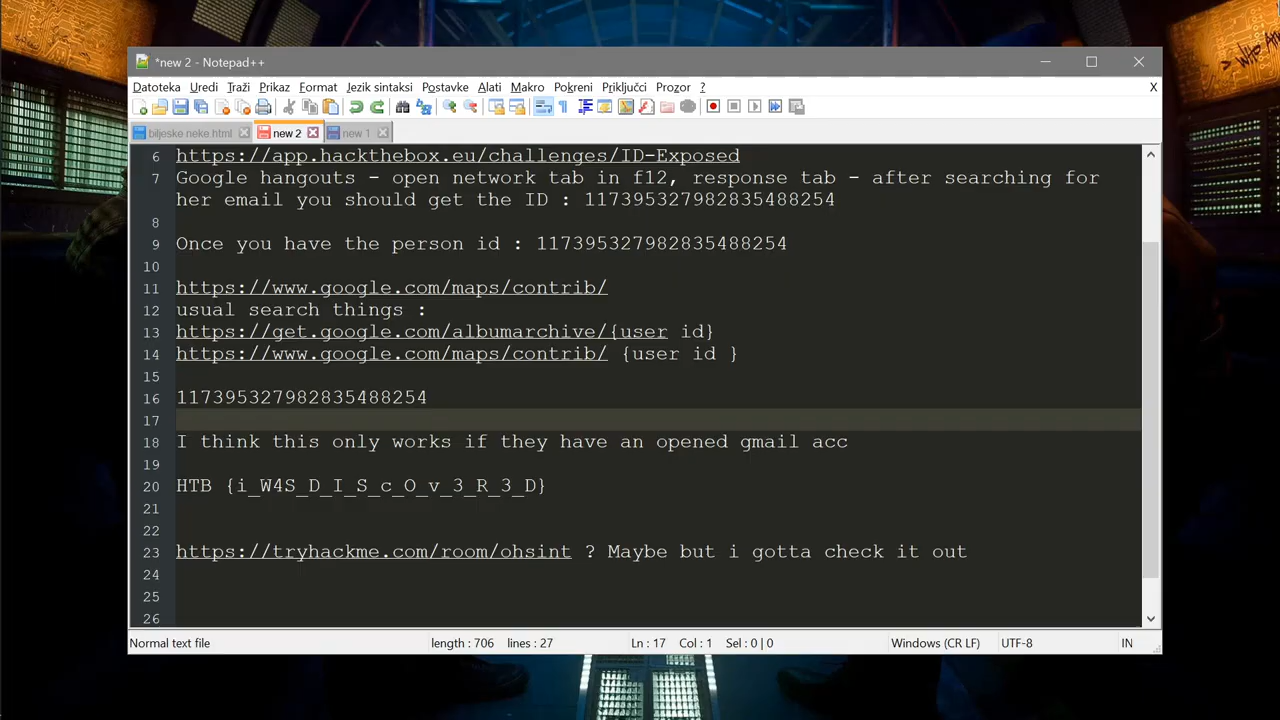 *new 2 - Notepad++
Datoteka Uredi Traži Prikaz Format Jezik sintaksi Postavke Alati Makro Pokreni Priključci Prozor ? X
biljeske neke html new 2 new 1
6 https://app.hackthebox.eu/challenges/ID-Exposed
7 Google hangouts - open network tab in f12, response tab - after searching for
her email you should get the ID : 117395327982835488254
8
9 Once you have the person id : 117395327982835488254
10
11 https://www.google.com/maps/contrib/
12 usual search things :
13 https://get.google.com/albumarchive/{user id}
14 https://www.google.com/maps/contrib/ {user id }
15
16 117395327982835488254
17
18 I think this only works if they have an opened gmail acc
19
20 HTB {i_W4S_D_I_S_c_O_v_3_R_3_D}
21
22
23 https://tryhackme.com/room/ohsint ? Maybe but i gotta check it out
24
25
26
Normal text file length : 706 lines : 27 Ln : 17 Col : 1 Sel : 0 | 0 Windows (CR LF) UTF-8 IN